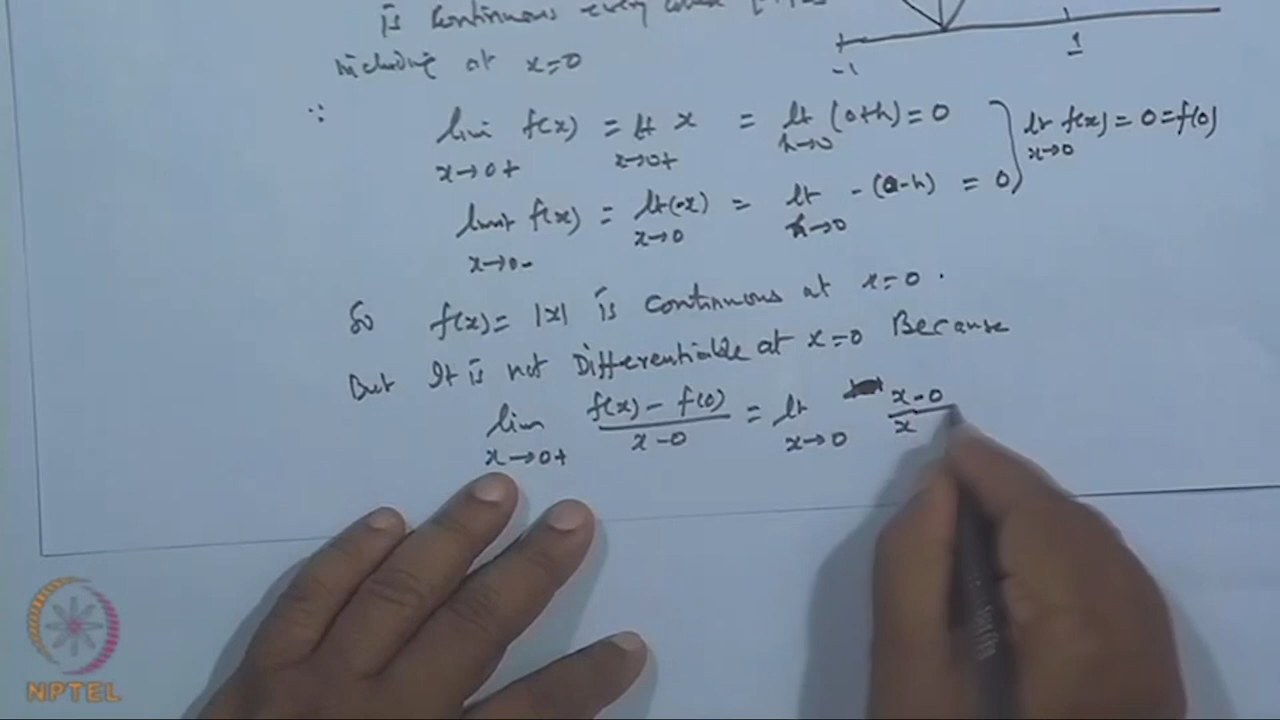 is continuous every
including at x=0
-1 1
∵ lim x→0+ f(x) = lt x→0+ x = lt h→0 (0+h) = 0
lt x→0 f(x) = 0 = f(0)
limit x→0- f(x) = lt x→0 (-x) = lt h→0 -(0-h) = 0
So f(x) = |x| is continuous at x=0.
But It is not Differentiable at x=0 Because
lim x→0+ f(x) - f(0) / x-0 = lt x→0 x-0 / x
NPTEL